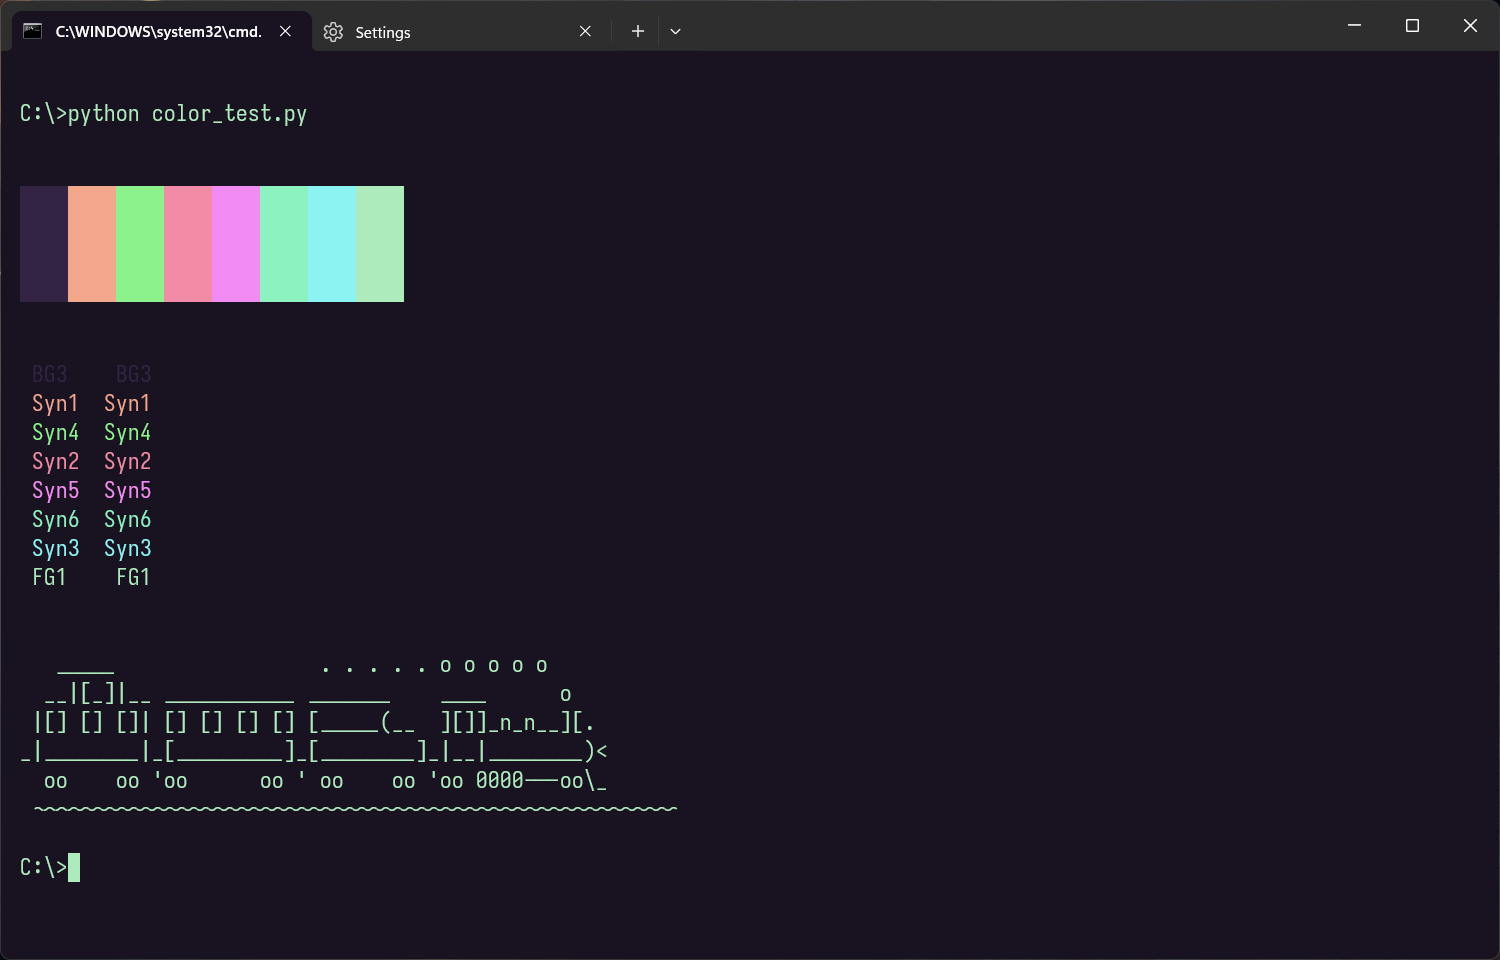 C:\WINDOWS\system32\cmd.
Settings
C:\>python color_test.py
BG3    BG3
Syn1  Syn1
Syn4  Syn4
Syn2  Syn2
Syn5  Syn5
Syn6  Syn6
Syn3  Syn3
FG1    FG1
   _____                 . . . . . o o o o o
  __|[_]|__ ___________ _______    ____      o
 |[] [] []| [] [] [] [] [_____(__  ][]]_n_n__][.
_|________|_[_________]_[________]_|__|________)<
  oo    oo 'oo      oo ' oo    oo 'oo 0000---oo\_
 ~~~~~~~~~~~~~~~~~~~~~~~~~~~~~~~~~~~~~~~~~~~~~~~~~~~~~~
C:\>